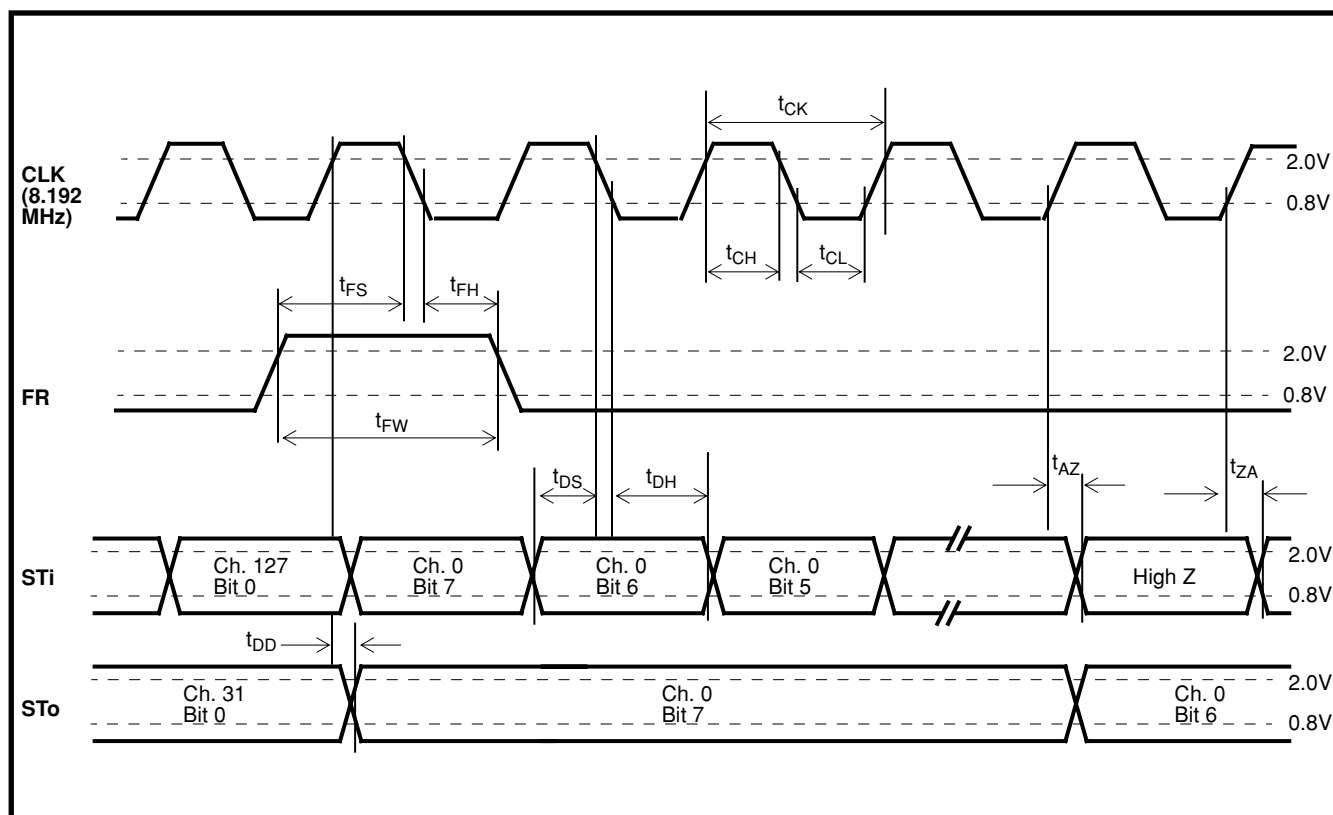 tCK
CLK
(8.192
MHz)
2.0V
0.8V
tCH
tCL
tFS
tFH
FR
2.0V
0.8V
tFW
tDS
tDH
tAZ
tZA
STi
Ch. 127
Bit 0
Ch. 0
Bit 7
Ch. 0
Bit 6
Ch. 0
Bit 5
High Z
2.0V
0.8V
tDD
STo
Ch. 31
Bit 0
Ch. 0
Bit 7
Ch. 0
Bit 6
2.0V
0.8V